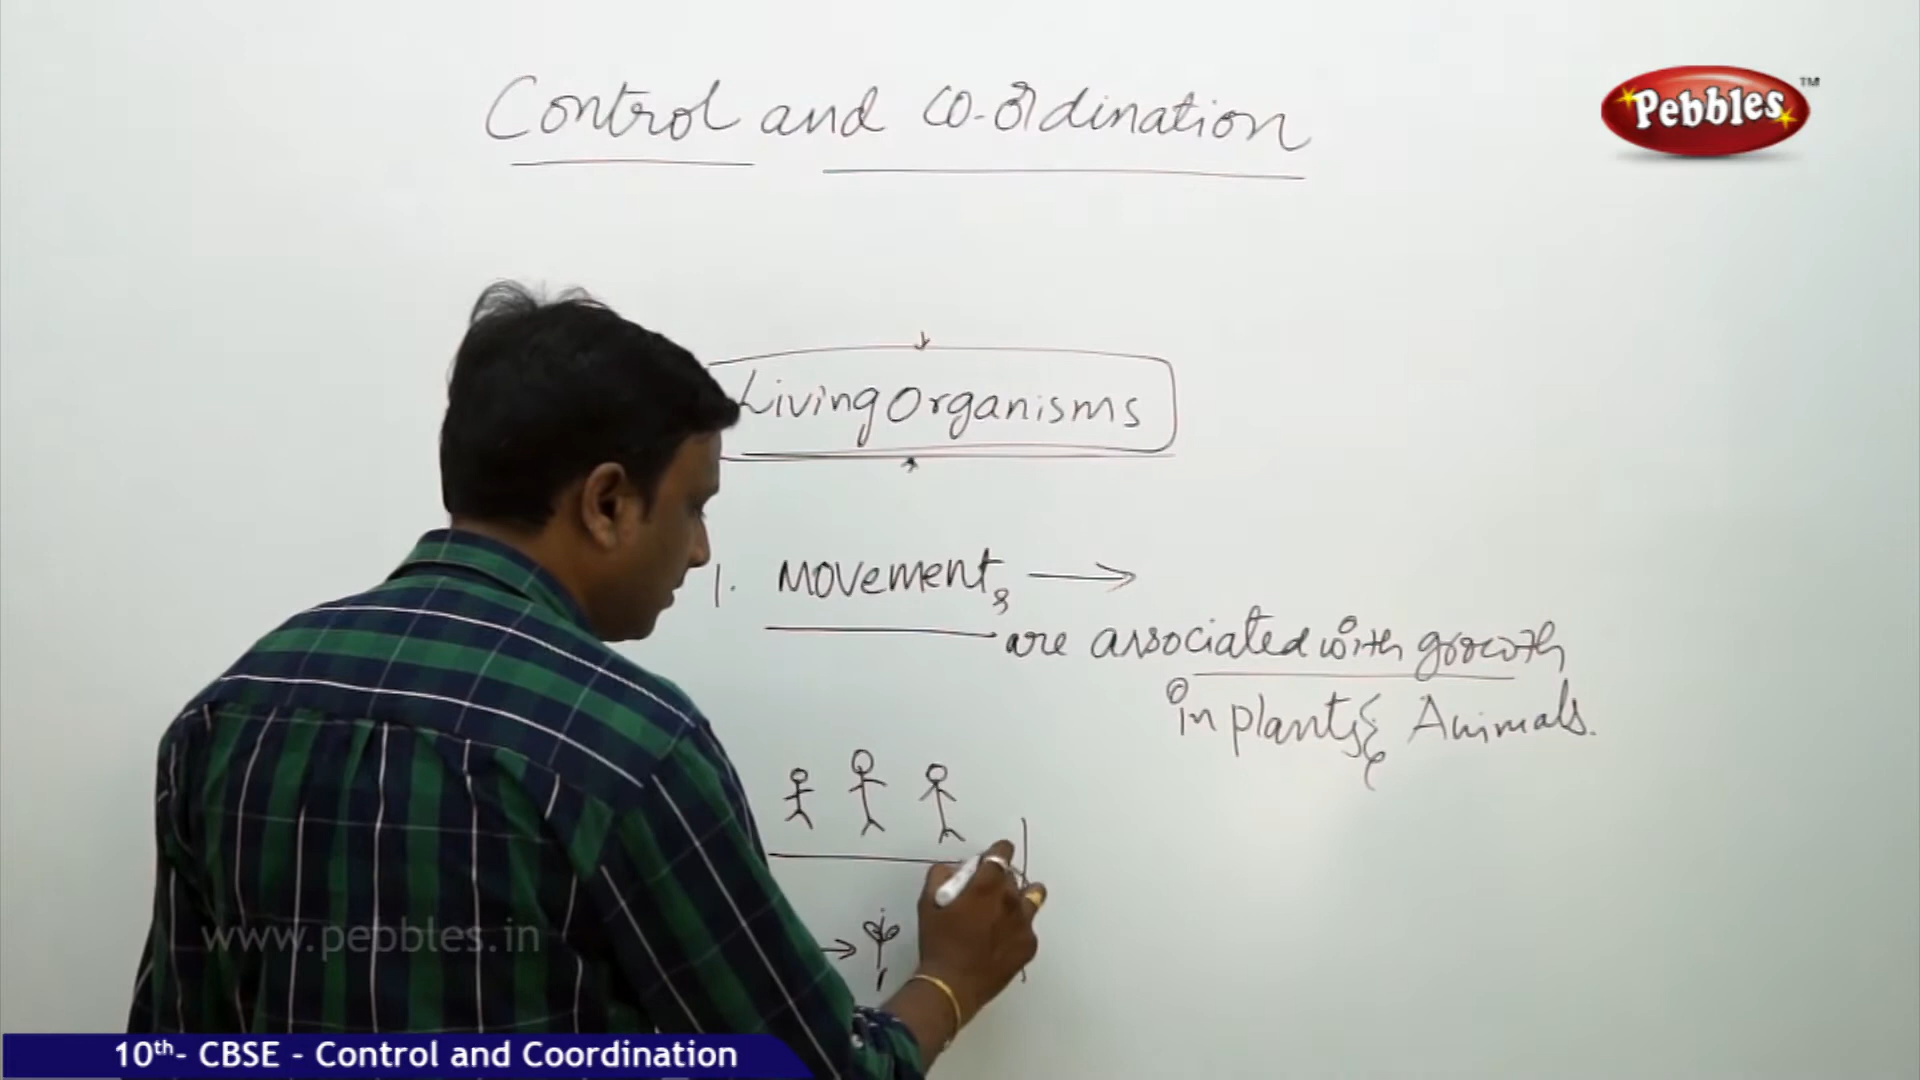 Control and co-ordination
Pebbles™
Living Organisms
1. Movements →
are associated with growth
in plants & Animals.
www.pebbles.in
10th- CBSE - Control and Coordination